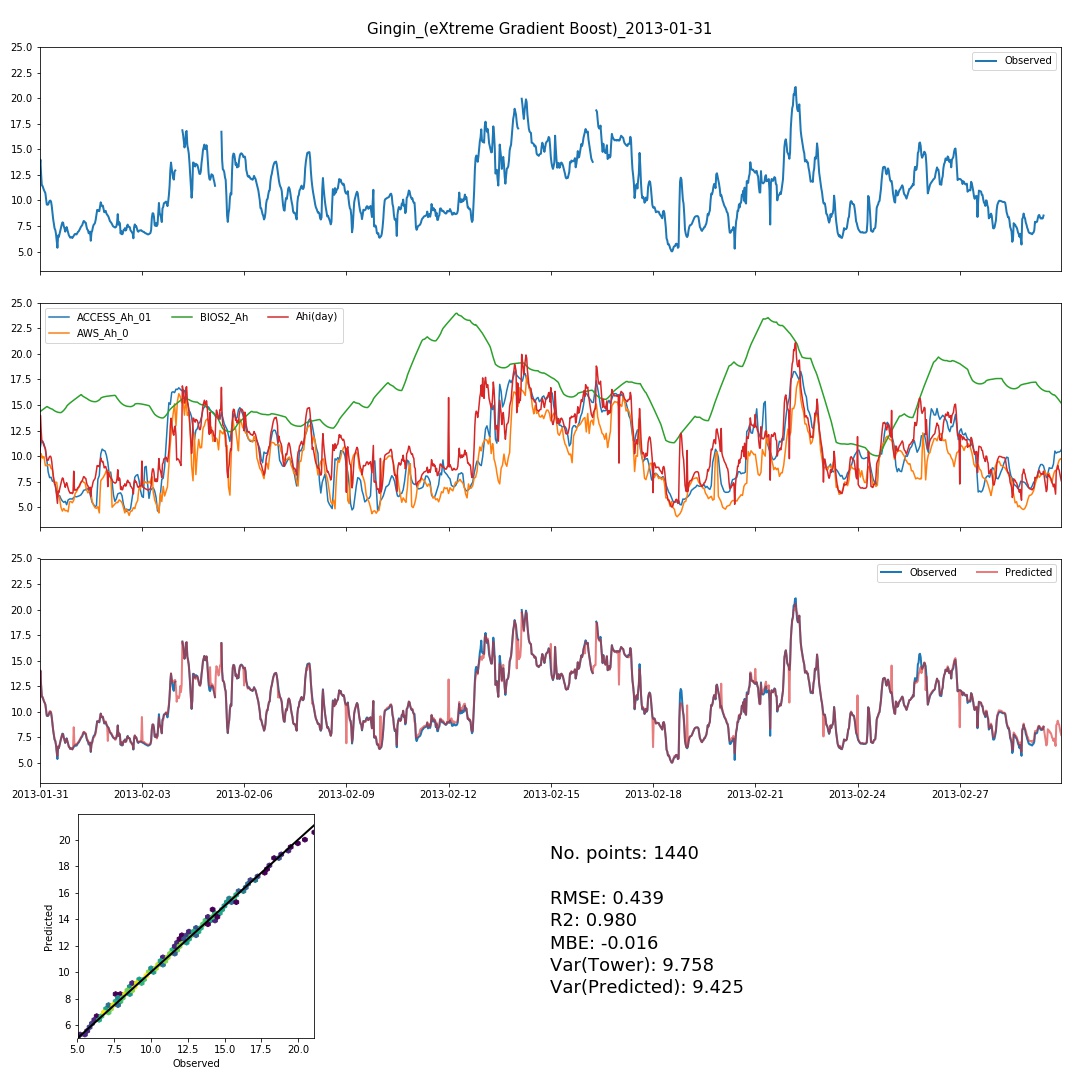 Gingin_(eXtreme Gradient Boost)_2013-01-31
25.0
22.5
20.0
17.5
15.0
12.5
10.0
7.5
5.0
Observed
25.0
22.5
20.0
17.5
15.0
12.5
10.0
7.5
5.0
ACCESS_Ah_01 BIOS2_Ah Ahi(day)
AWS_Ah_0
25.0
22.5
20.0
17.5
15.0
12.5
10.0
7.5
5.0
Observed Predicted
2013-01-31 2013-02-03 2013-02-06 2013-02-09 2013-02-12 2013-02-15 2013-02-18 2013-02-21 2013-02-24 2013-02-27
20
18
16
14
12
10
8
6
Predicted
5.0 7.5 10.0 12.5 15.0 17.5 20.0
Observed
No. points: 1440
RMSE: 0.439
R2: 0.980
MBE: -0.016
Var(Tower): 9.758
Var(Predicted): 9.425